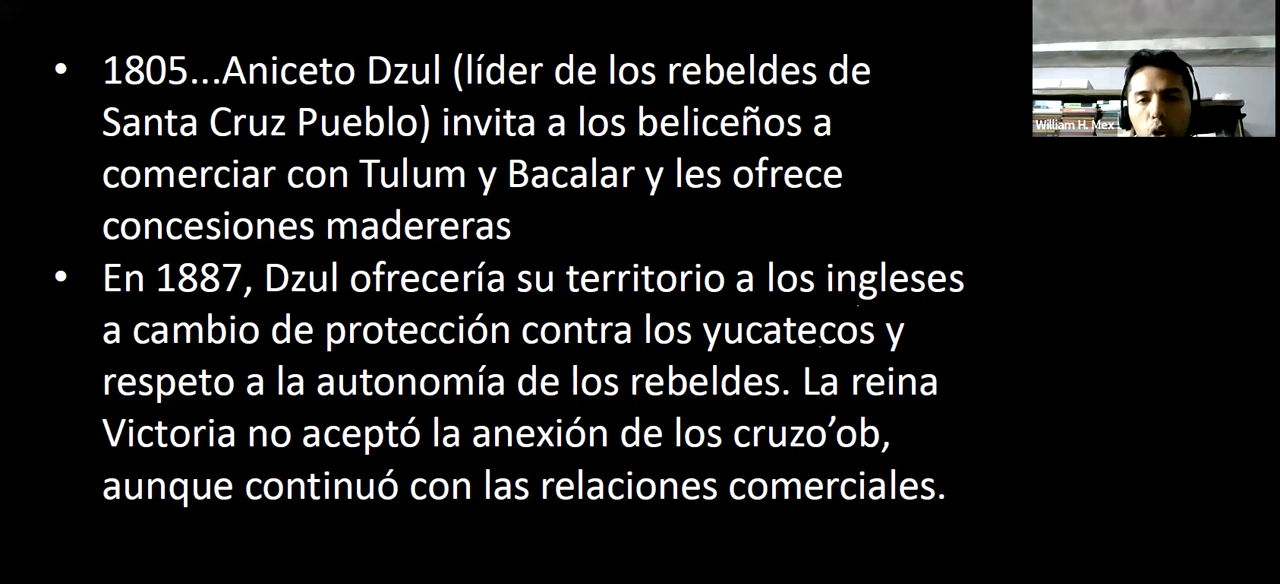 • 1805...Aniceto Dzul (líder de los rebeldes de
Santa Cruz Pueblo) invita a los beliceños a
comerciar con Tulum y Bacalar y les ofrece
concesiones madereras
• En 1887, Dzul ofrecería su territorio a los ingleses
a cambio de protección contra los yucatecos y
respeto a la autonomía de los rebeldes. La reina
Victoria no aceptó la anexión de los cruzo’ob,
aunque continuó con las relaciones comerciales.
William H. Mex